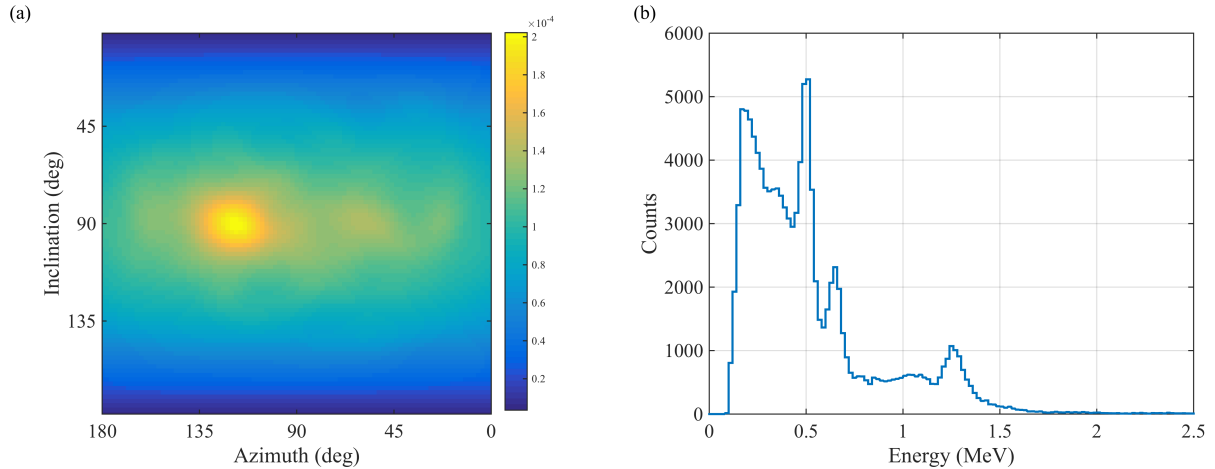 (a)
×10⁻⁴
2
1.8
1.6
1.4
1.2
1
0.8
0.6
0.4
0.2
45
90
135
Inclination (deg)
180 135 90 45 0
Azimuth (deg)
(b)
6000
5000
4000
3000
2000
1000
0
Counts
0 0.5 1 1.5 2 2.5
Energy (MeV)